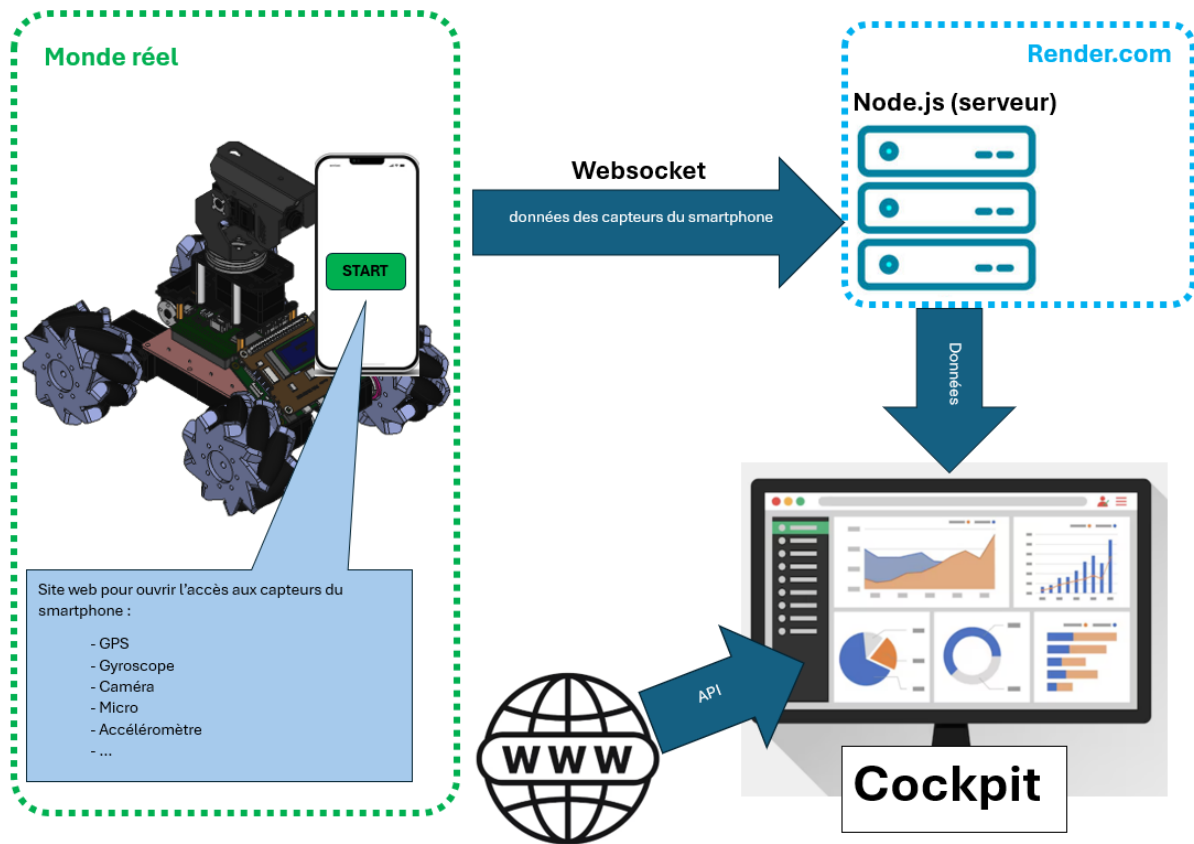 Monde réel
START
Site web pour ouvrir l'accès aux capteurs du
smartphone :
- GPS
- Gyroscope
- Caméra
- Micro
- Accéléromètre
- ...
Websocket
données des capteurs du smartphone
Render.com
Node.js (serveur)
Données
WWW
API
Cockpit